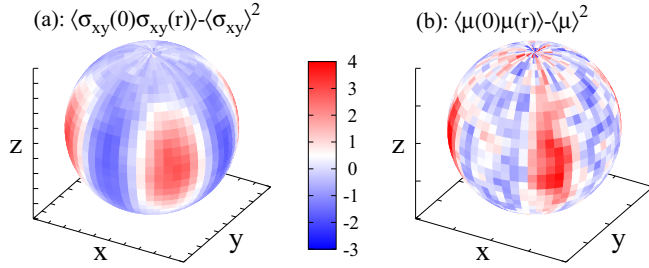 (a): ⟨σxy(0)σxy(r)⟩-⟨σxy⟩²
(b): ⟨μ(0)μ(r)⟩-⟨μ⟩²
z
x
y
4
3
2
1
0
-1
-2
-3
z
x
y